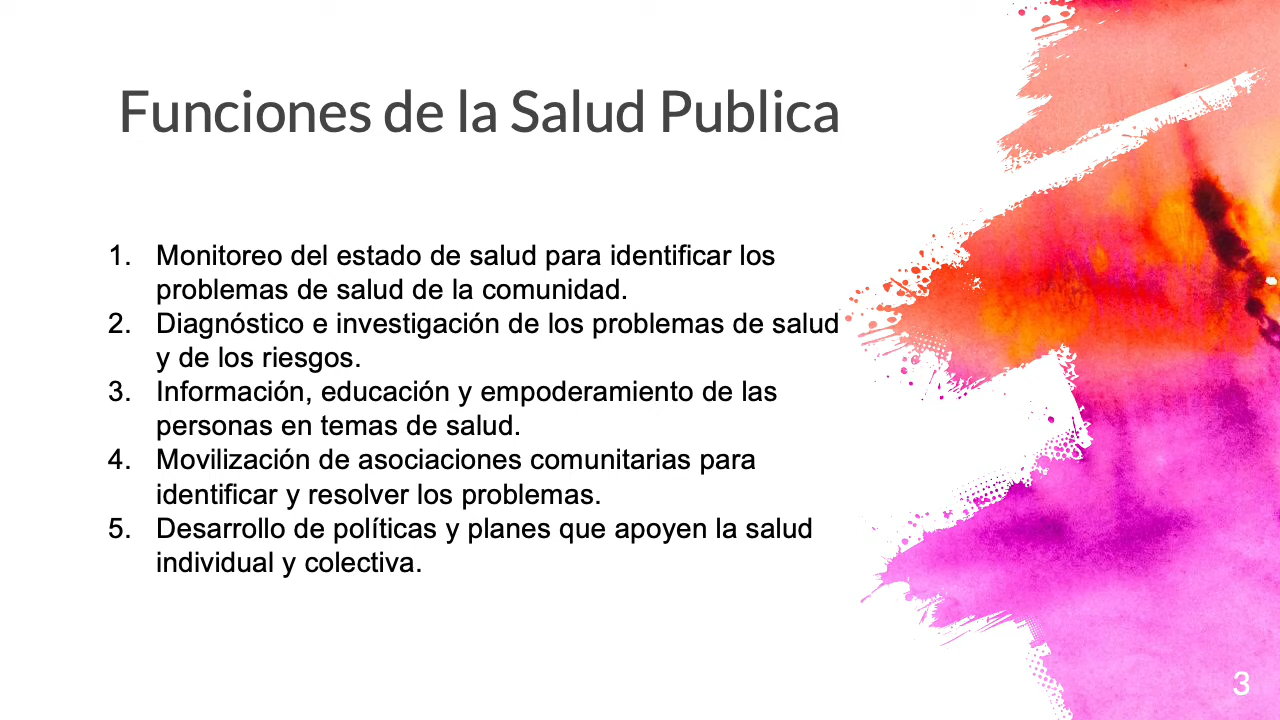 Funciones de la Salud Publica
1. Monitoreo del estado de salud para identificar los
problemas de salud de la comunidad.
2. Diagnóstico e investigación de los problemas de salud
y de los riesgos.
3. Información, educación y empoderamiento de las
personas en temas de salud.
4. Movilización de asociaciones comunitarias para
identificar y resolver los problemas.
5. Desarrollo de políticas y planes que apoyen la salud
individual y colectiva.
3